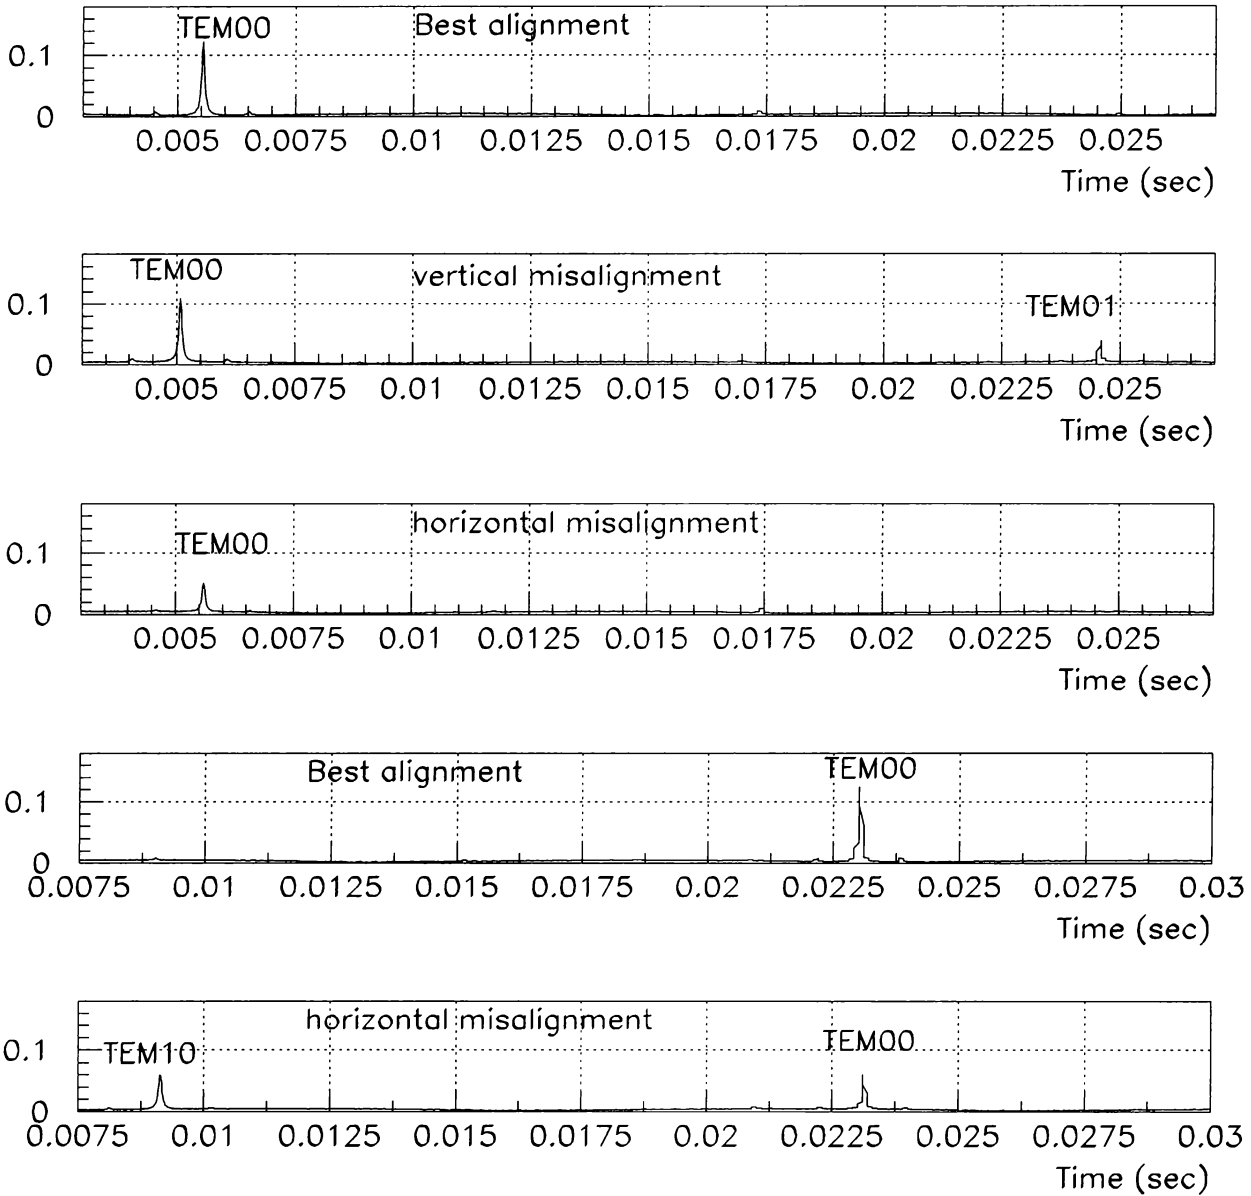 TEM00 Best alignment
0.1
0
0.005 0.0075 0.01 0.0125 0.015 0.0175 0.02 0.0225 0.025
Time (sec)
TEM00 vertical misalignment
0.1 TEM01
0
0.005 0.0075 0.01 0.0125 0.015 0.0175 0.02 0.0225 0.025
Time (sec)
horizontal misalignment
TEM00
0.1
0
0.005 0.0075 0.01 0.0125 0.015 0.0175 0.02 0.0225 0.025
Time (sec)
Best alignment TEM00
0.1
0
0.0075 0.01 0.0125 0.015 0.0175 0.02 0.0225 0.025 0.0275 0.03
Time (sec)
horizontal misalignment
TEM00
0.1 TEM10
0
0.0075 0.01 0.0125 0.015 0.0175 0.02 0.0225 0.025 0.0275 0.03
Time (sec)